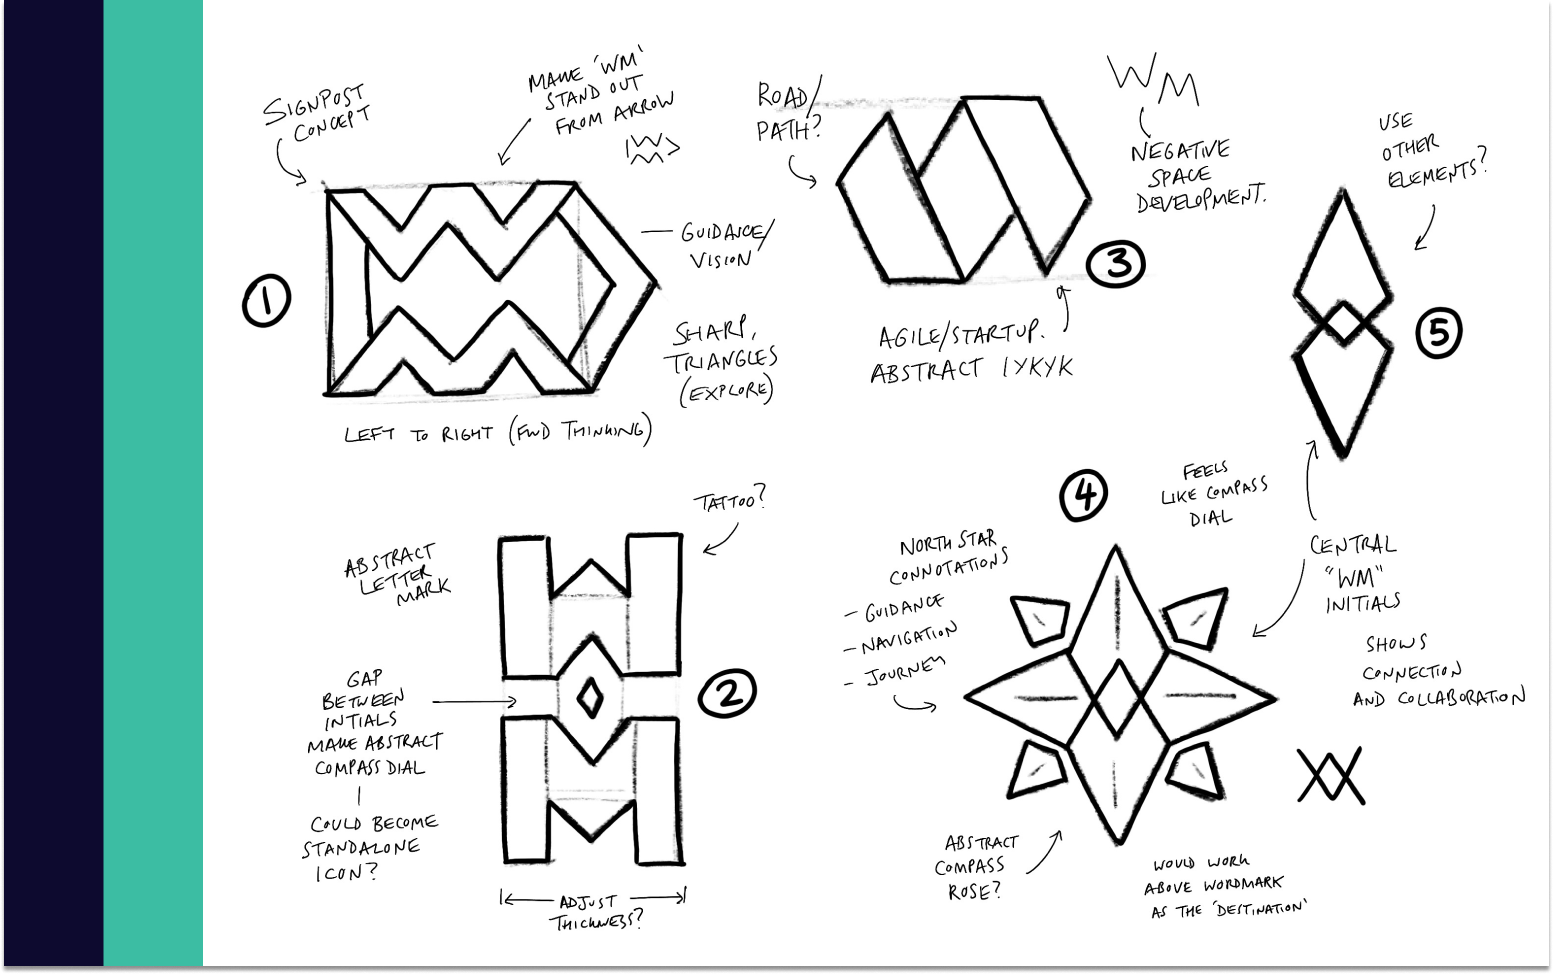 SIGNPOST
CONCEPT
MAKE 'WM'
STAND OUT
FROM ARROW
WM
1
GUIDANCE/
VISION
SHARP,
TRIANGLES
(EXPLORE)
LEFT TO RIGHT (FWD THINKING)
ROAD/
PATH?
WM
NEGATIVE
SPACE
DEVELOPMENT.
3
AGILE/STARTUP.
ABSTRACT IYKYK
USE
OTHER
ELEMENTS?
5
TATTOO?
ABSTRACT
LETTER
MARK
GAP
BETWEEN
INTIALS
MAKE ABSTRACT
COMPASS DIAL
COULD BECOME
STANDALONE
ICON?
2
ADJUST
THICKNESS?
4
FEELS
LIKE COMPASS
DIAL
NORTH STAR
CONNOTATIONS
- GUIDANCE
- NAVIGATION
- JOURNEY
CENTRAL
"WM"
INITIALS
SHOWS
CONNECTION
AND COLLABORATION
ABSTRACT
COMPASS
ROSE?
WOULD WORK
ABOVE WORDMARK
AS THE 'DESTINATION'